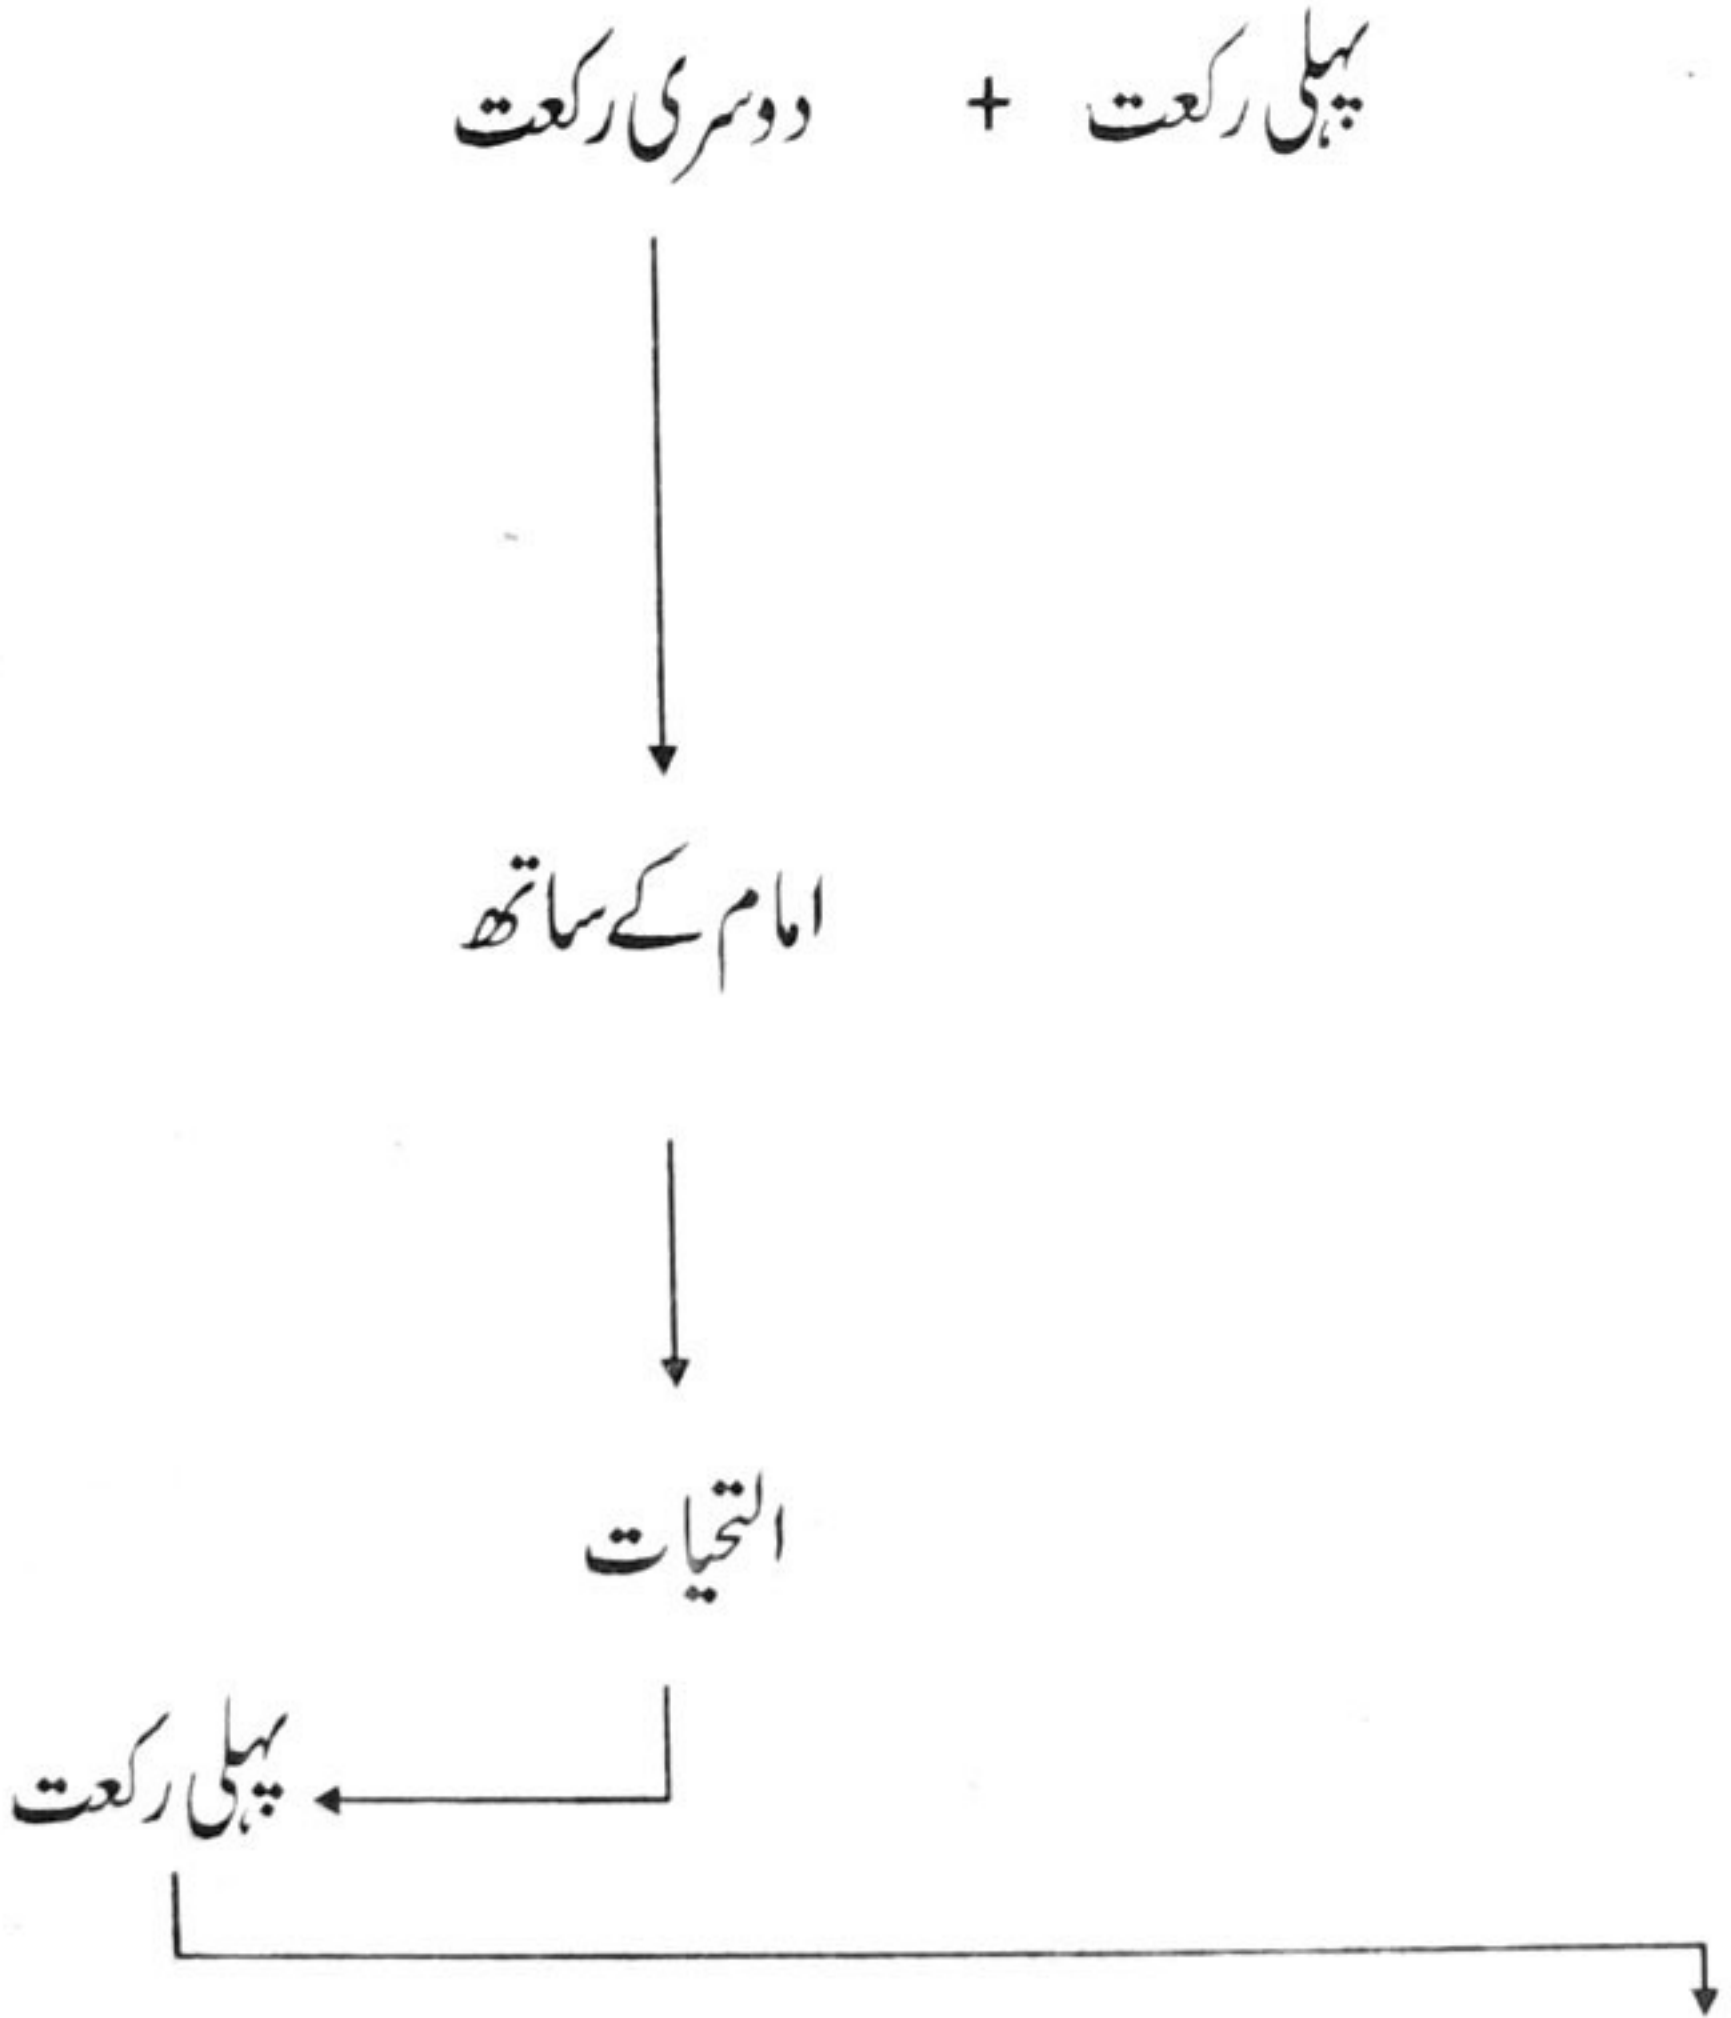 پہلی رکعت + دوسری رکعت
امام کے ساتھ
التحیات
پہلی رکعت